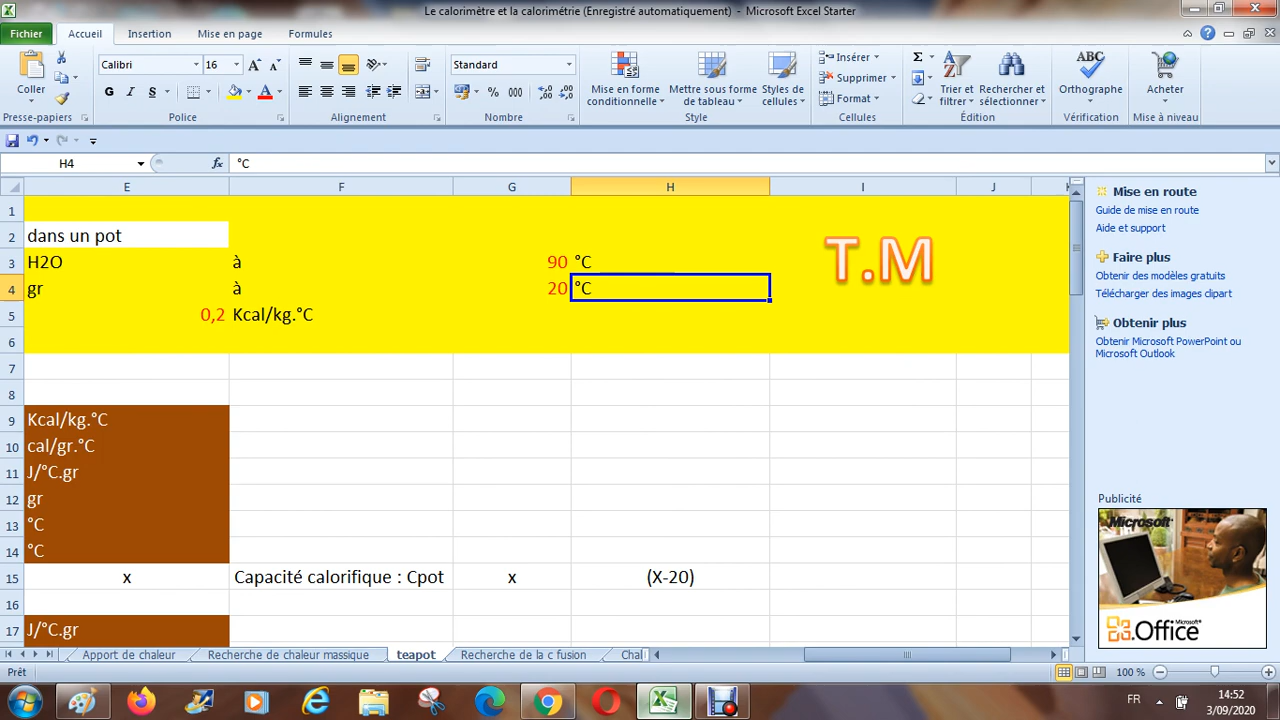 Le calorimètre et la calorimétrie (Enregistré automatiquement) - Microsoft Excel Starter
Fichier Accueil Insertion Mise en page Formules
Coller
Presse-papiers
Calibri 16
G I S
Police
Alignement
Standard
% 000
Nombre
Mise en forme conditionnelle
Mettre sous forme de tableau
Styles de cellules
Style
Insérer
Supprimer
Format
Cellules
Trier et filtrer
Rechercher et sélectionner
Édition
ABC
Orthographe
Vérification
Acheter
Mise à niveau
H4 fx °C
E F G H I J K
1
2 dans un pot
3 H2O à 90 °C
4 gr à 20 °C
5 0,2 Kcal/kg.°C
6
T.M
7
8
9 Kcal/kg.°C
10 cal/gr.°C
11 J/°C.gr
12 gr
13 °C
14 °C
15 x Capacité calorifique : Cpot x (X-20)
16
17 J/°C.gr
Mise en route
Guide de mise en route
Aide et support
Faire plus
Obtenir des modèles gratuits
Télécharger des images clipart
Obtenir plus
Obtenir Microsoft PowerPoint ou
Microsoft Outlook
Publicité
Microsoft
Microsoft
Office
Apport de chaleur Recherche de chaleur massique teapot Recherche de la c fusion Chal
Prêt 100 %
FR 14:52
3/09/2020